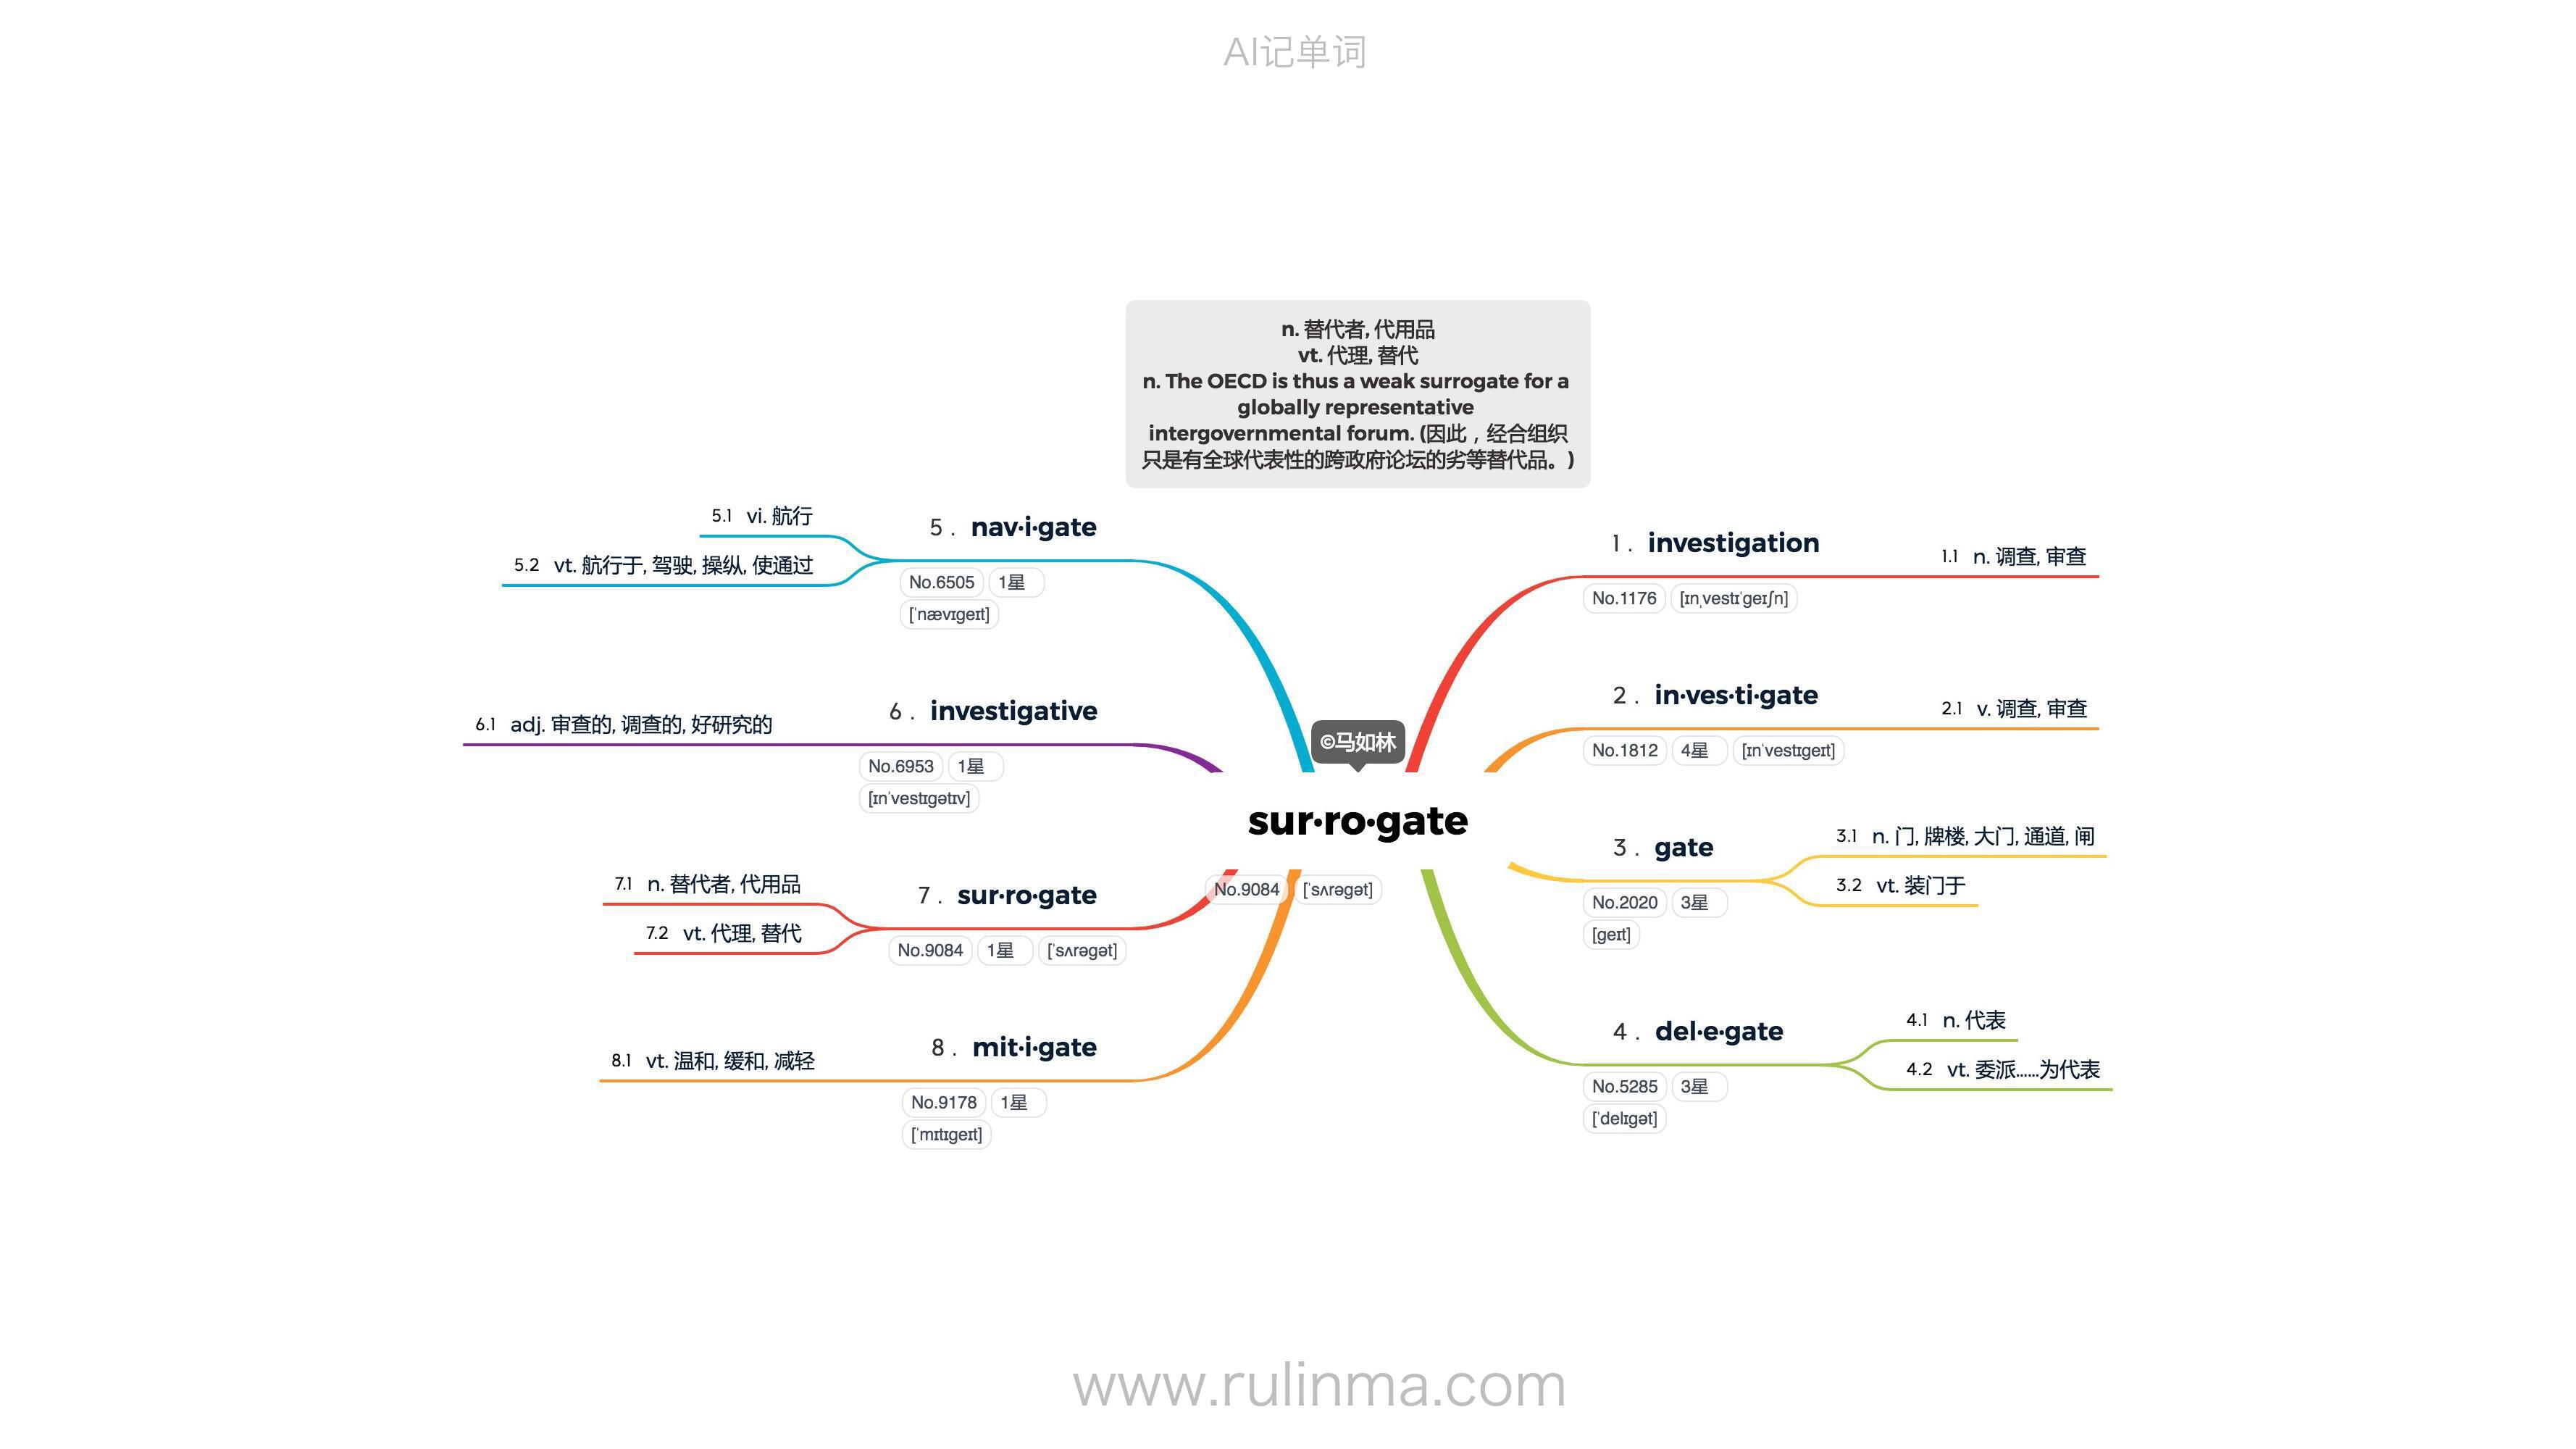 AI记单词
n. 替代者, 代用品
vt. 代理, 替代
n. The OECD is thus a weak surrogate for a
globally representative
intergovernmental forum. (因此，经合组织
只是有全球代表性的跨政府论坛的劣等替代品。)
©马如林
sur·ro·gate
No.9084 [ˈsʌrəgət]
1 . investigation
No.1176 [ɪnˌvestɪˈgeɪʃn]
1.1 n. 调查, 审查
2 . in·ves·ti·gate
No.1812 4星 [ɪnˈvestɪgeɪt]
2.1 v. 调查, 审查
3 . gate
No.2020 3星
[geɪt]
3.1 n. 门, 牌楼, 大门, 通道, 闸
3.2 vt. 装门于
4 . del·e·gate
No.5285 3星
[ˈdelɪgət]
4.1 n. 代表
4.2 vt. 委派……为代表
5 . nav·i·gate
No.6505 1星
[ˈnævɪgeɪt]
5.1 vi. 航行
5.2 vt. 航行于, 驾驶, 操纵, 使通过
6 . investigative
No.6953 1星
[ɪnˈvestɪgətɪv]
6.1 adj. 审查的, 调查的, 好研究的
7 . sur·ro·gate
No.9084 1星 [ˈsʌrəgət]
7.1 n. 替代者, 代用品
7.2 vt. 代理, 替代
8 . mit·i·gate
No.9178 1星
[ˈmɪtɪgeɪt]
8.1 vt. 温和, 缓和, 减轻
www.rulinma.com